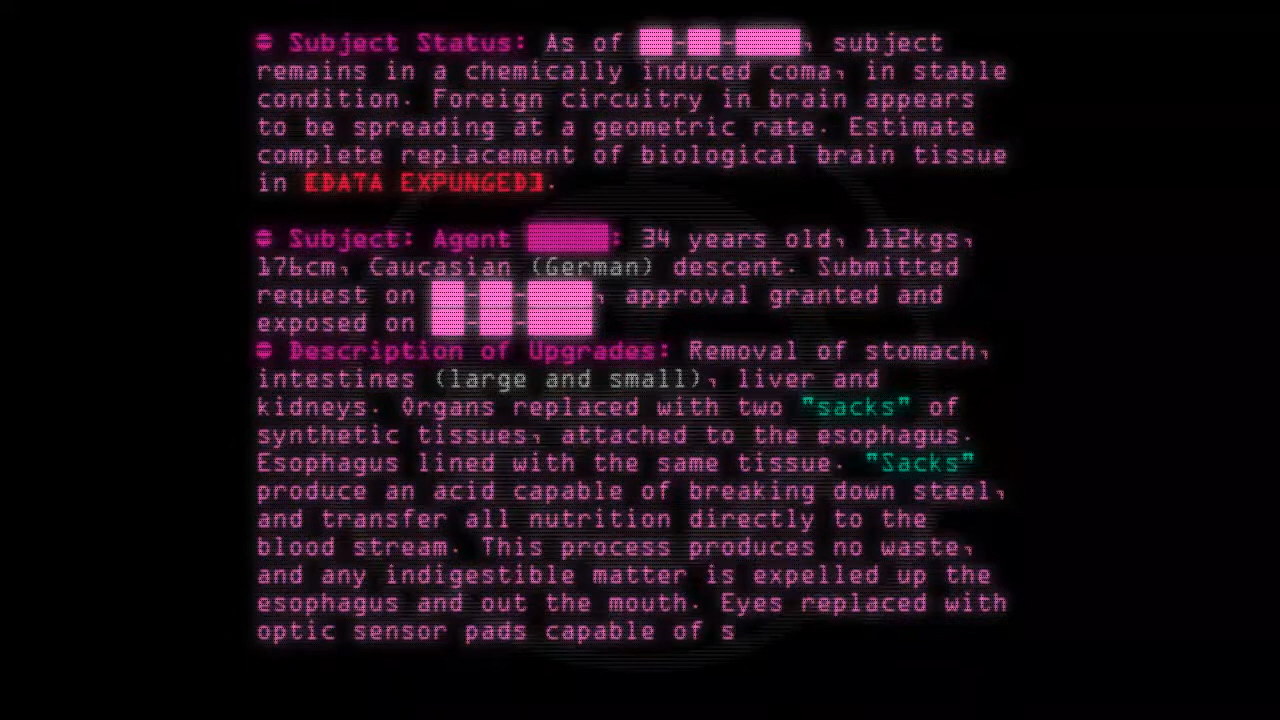 ⊜ Subject Status: As of ██-██-████, subject
remains in a chemically induced coma, in stable
condition. Foreign circuitry in brain appears
to be spreading at a geometric rate. Estimate
complete replacement of biological brain tissue
in [DATA EXPUNGED].
⊜ Subject: Agent █████: 34 years old, 112kgs,
176cm, Caucasian (German) descent. Submitted
request on ██-██-████, approval granted and
exposed on ██-██-████
⊜ Description of Upgrades: Removal of stomach,
intestines (large and small), liver and
kidneys. Organs replaced with two "sacks" of
synthetic tissues, attached to the esophagus.
Esophagus lined with the same tissue. "Sacks"
produce an acid capable of breaking down steel,
and transfer all nutrition directly to the
blood stream. This process produces no waste,
and any indigestible matter is expelled up the
esophagus and out the mouth. Eyes replaced with
optic sensor pads capable of s